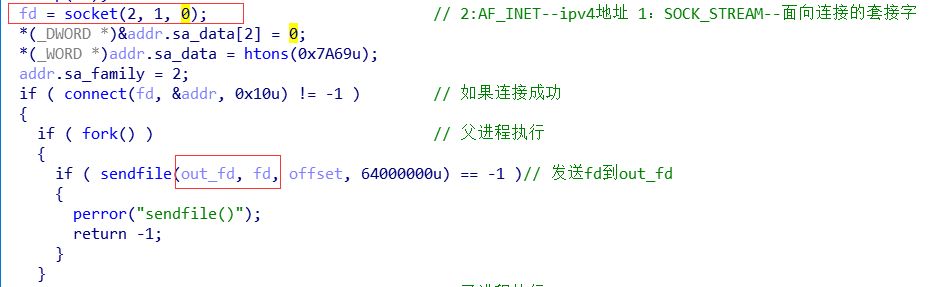 fd = socket(2, 1, 0); // 2:AF_INET--ipv4地址 1：SOCK_STREAM--面向连接的套接字
*(_DWORD *)&addr.sa_data[2] = 0;
*(_WORD *)addr.sa_data = htons(0x7A69u);
addr.sa_family = 2;
if ( connect(fd, &addr, 0x10u) != -1 ) // 如果连接成功
{
if ( fork() ) // 父进程执行
{
if ( sendfile(out_fd, fd, offset, 64000000u) == -1 )// 发送fd到out_fd
{
perror("sendfile()");
return -1;
}
}